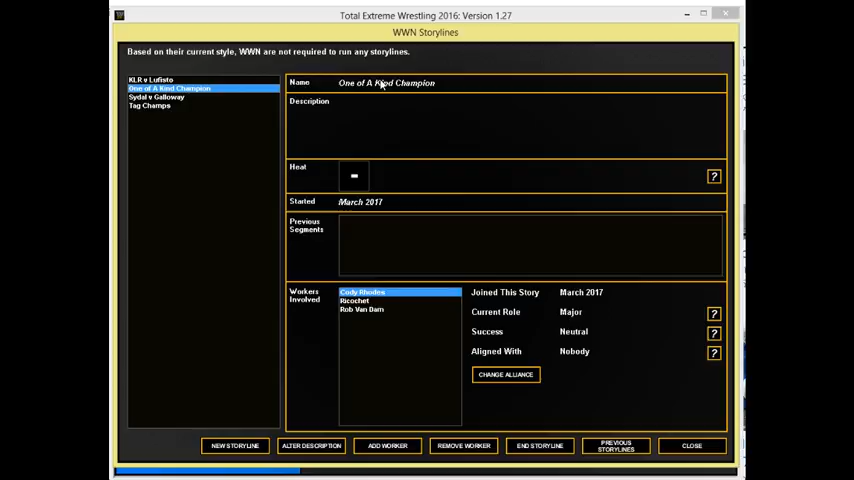 Total Extreme Wrestling 2016: Version 1.27
WWN Storylines
Based on their current style, WWN are not required to run any storylines.
KLR v Lufisto
One of A Kind Champion
Sydal v Galloway
Tag Champs
Name
One of A Kind Champion
Description
Heat
-
?
Started
March 2017
Previous
Segments
Workers
Involved
Cody Rhodes
Ricochet
Rob Van Dam
Joined This Story
March 2017
Current Role
Major
?
Success
Neutral
?
Aligned With
Nobody
?
CHANGE ALLIANCE
NEW STORYLINE
ALTER DESCRIPTION
ADD WORKER
REMOVE WORKER
END STORYLINE
PREVIOUS
STORYLINES
CLOSE